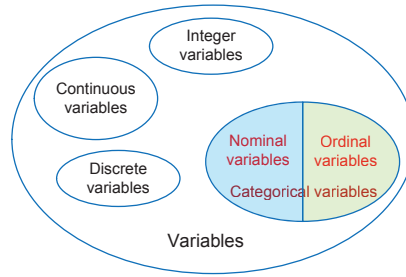 Integer
variables
Continuous
variables
Nominal
variables
Ordinal
variables
Discrete
variables
Categorical variables
Variables